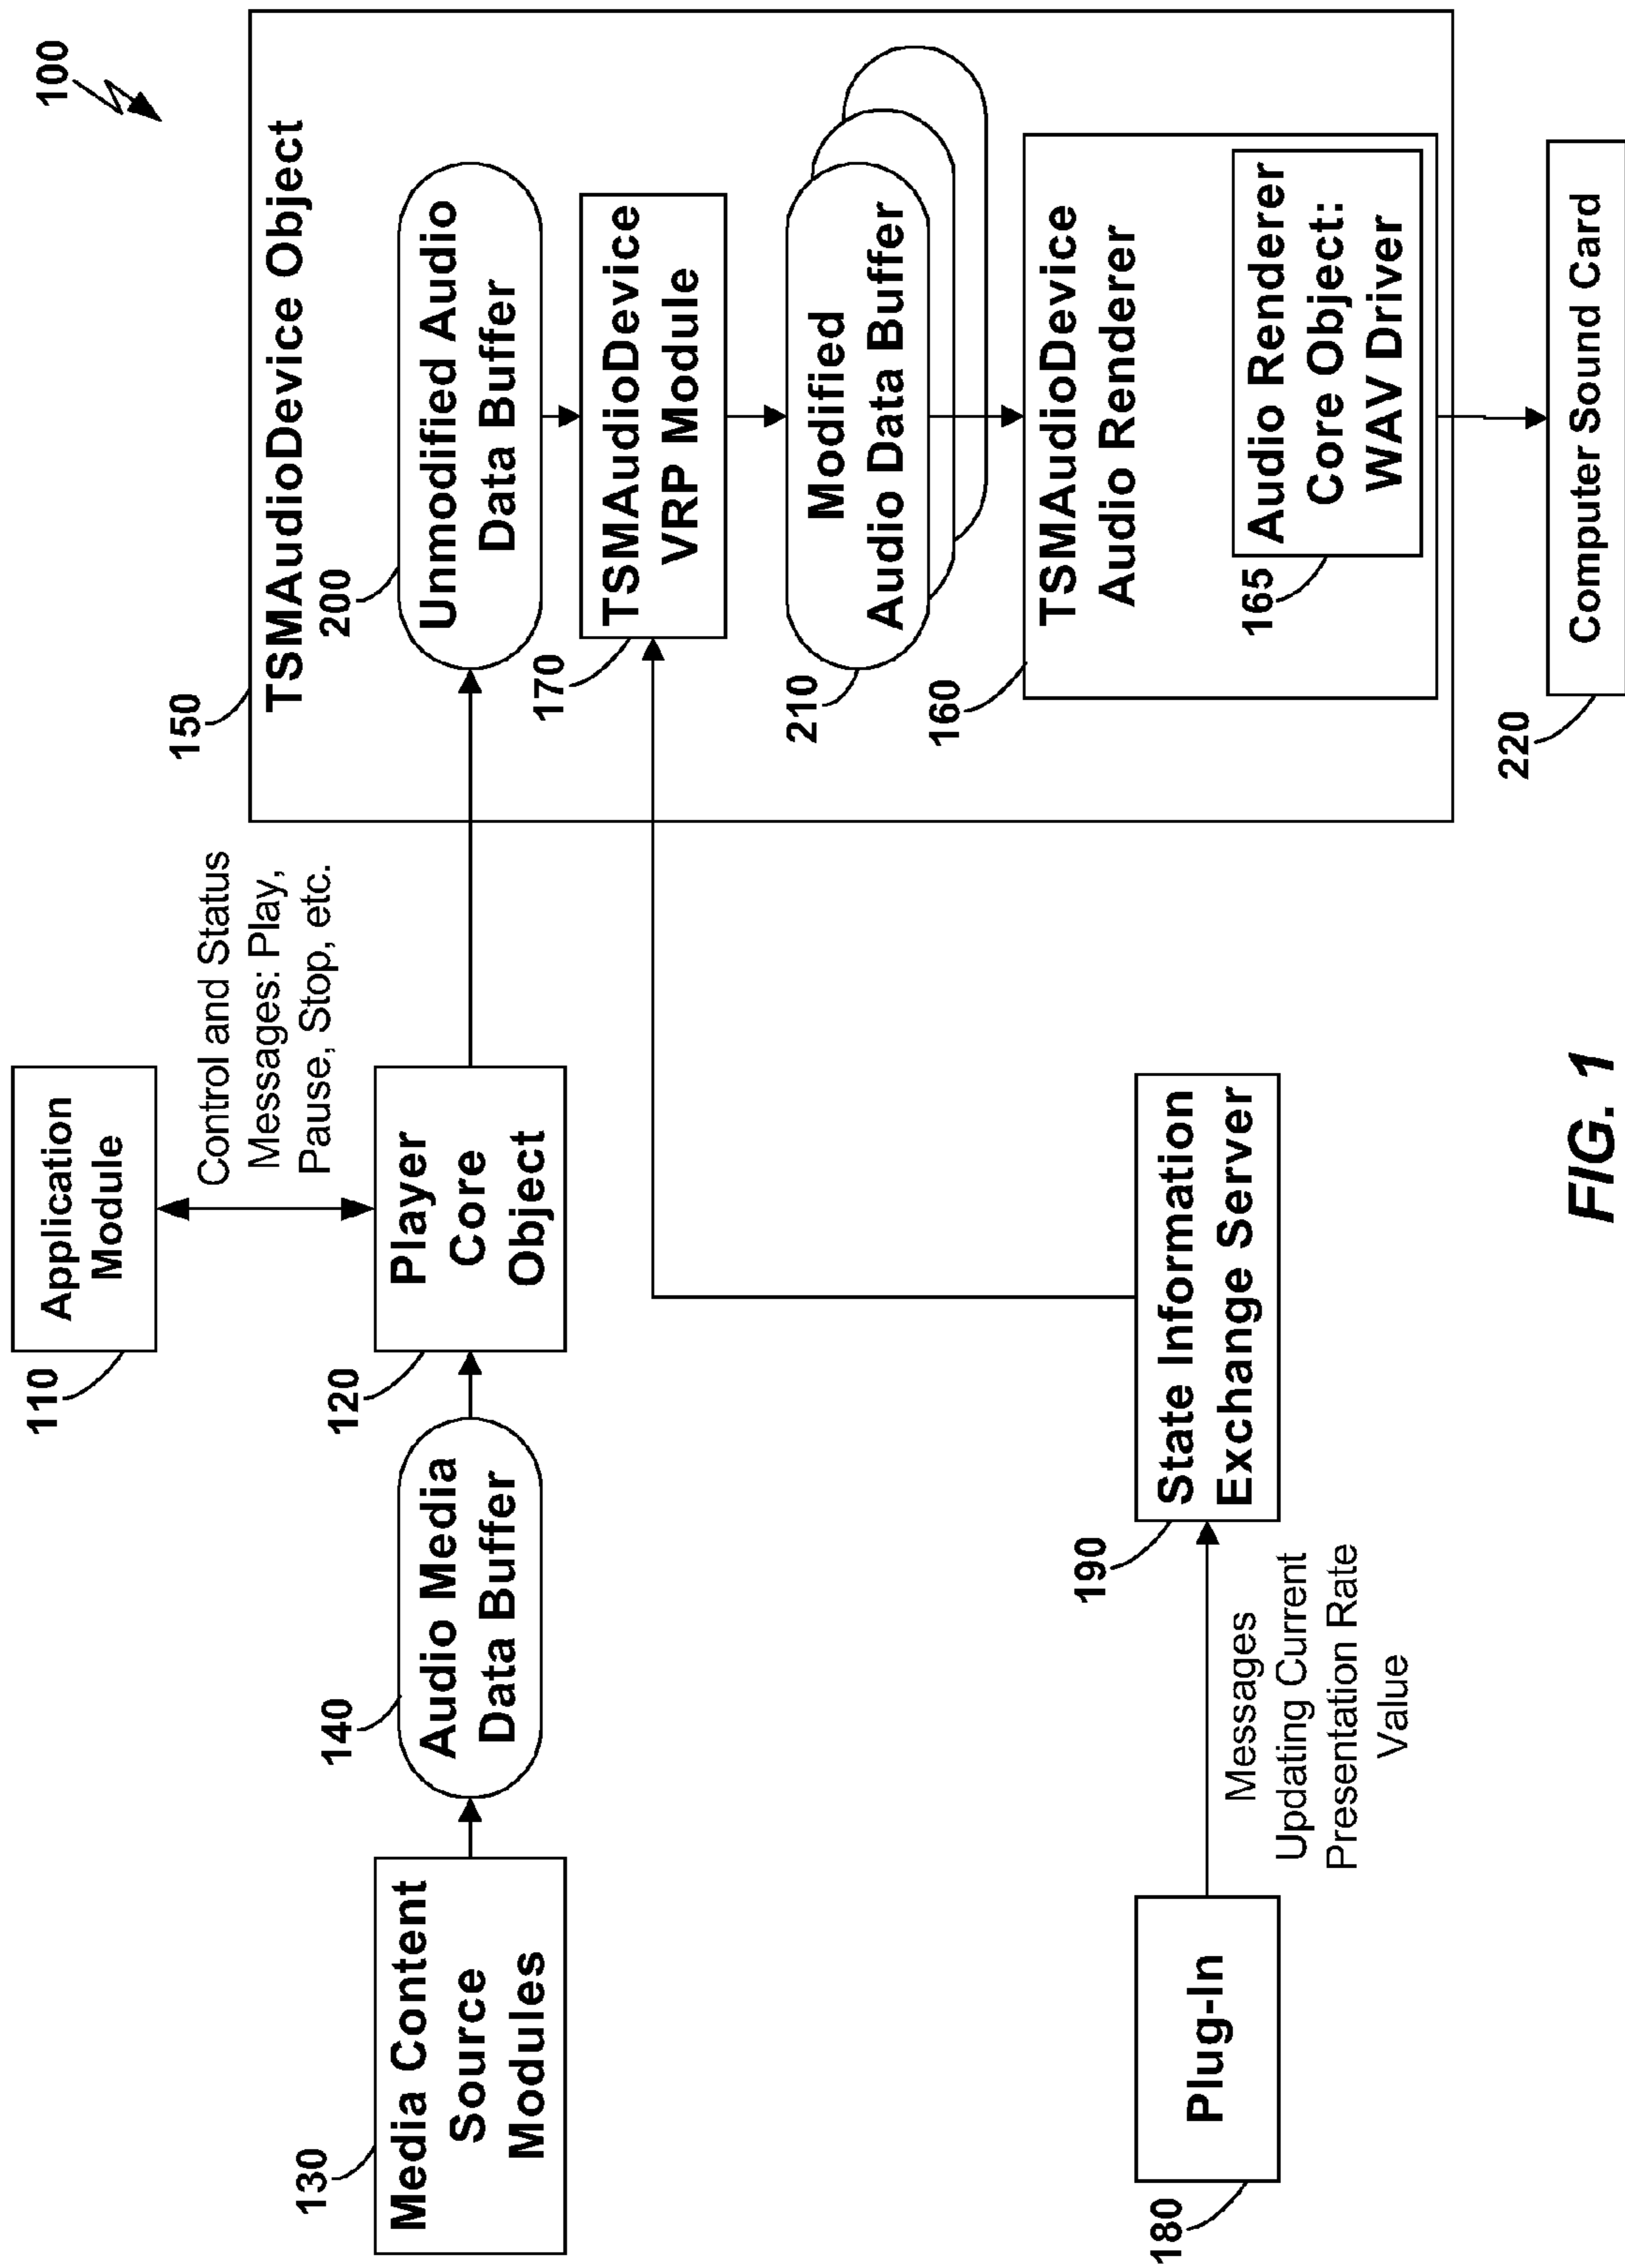 100
110
Application
Module
Control and Status
Messages: Play,
Pause, Stop, etc.
130
Media Content
Source
Modules
140
Audio Media
Data Buffer
120
Player
Core
Object
150
TSMAudioDevice Object
200
Unmodified Audio
Data Buffer
170
TSMAudioDevice
VRP Module
210
Modified
Audio Data Buffer
160
TSMAudioDevice
Audio Renderer
165
Audio Renderer
Core Object:
WAV Driver
220
Computer Sound Card
180
Plug-In
Messages
Updating Current
Presentation Rate
Value
190
State Information
Exchange Server
FIG. 1